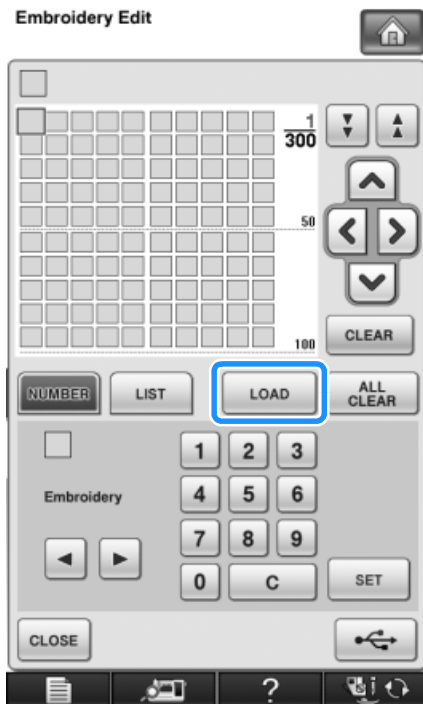 Embroidery Edit
1
300
50
100
CLEAR
NUMBER LIST LOAD ALL CLEAR
1 2 3
Embroidery 4 5 6
7 8 9
0 C SET
CLOSE
?